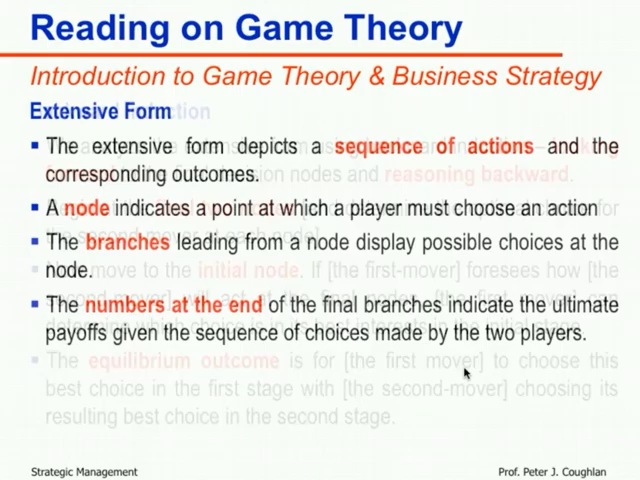 Reading on Game Theory
Introduction to Game Theory & Business Strategy
Extensive Form
The extensive form depicts a sequence of actions and the
corresponding outcomes.
A node indicates a point at which a player must choose an action
The branches leading from a node display possible choices at the
node.
The numbers at the end of the final branches indicate the ultimate
payoffs given the sequence of choices made by the two players.
The equilibrium outcome is for [the first mover] to choose this
best choice in the first stage with [the second-mover] choosing its
resulting best choice in the second stage.
Strategic Management
Prof. Peter J. Coughlan